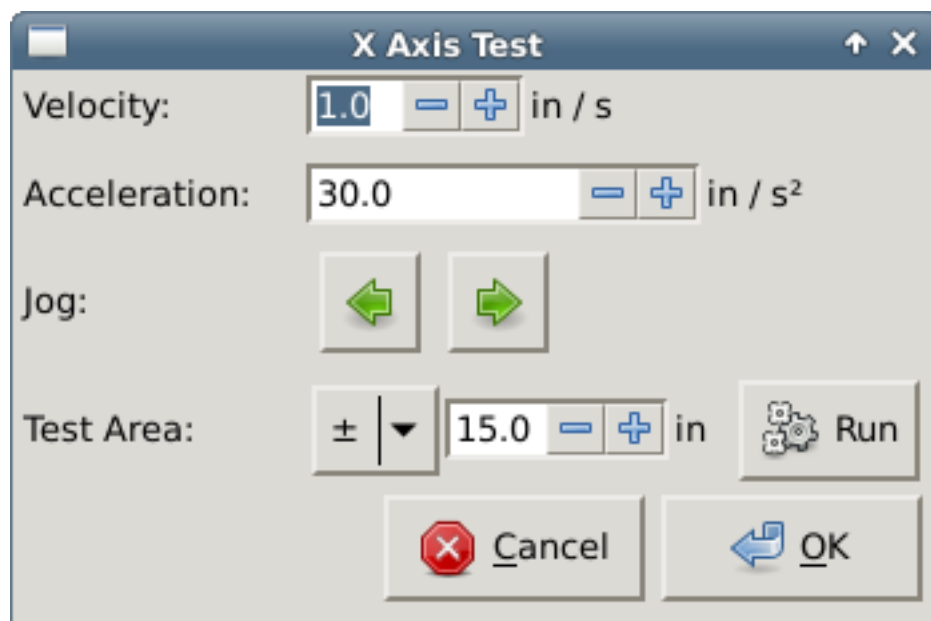 X Axis Test
Velocity: 1.0 in / s
Acceleration: 30.0 in / s²
Jog:
Test Area: ± 15.0 in Run
Cancel OK